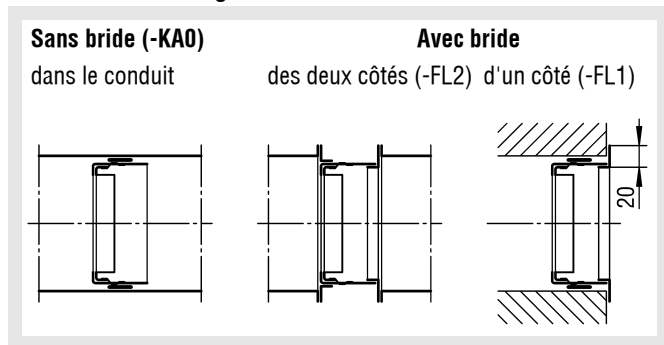 Sans bride (-KA0)
Avec bride
dans le conduit
des deux côtés (-FL2) d'un côté (-FL1)
20